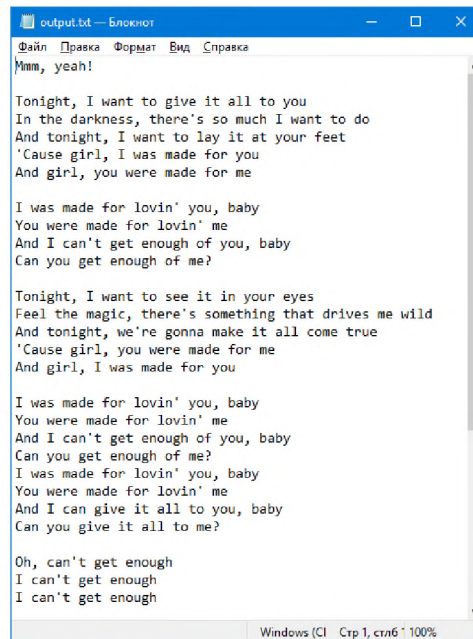 output.txt — Блокнот
Файл Правка Формат Вид Справка
Mmm, yeah!

Tonight, I want to give it all to you
In the darkness, there's so much I want to do
And tonight, I want to lay it at your feet
'Cause girl, I was made for you
And girl, you were made for me

I was made for lovin' you, baby
You were made for lovin' me
And I can't get enough of you, baby
Can you get enough of me?

Tonight, I want to see it in your eyes
Feel the magic, there's something that drives me wild
And tonight, we're gonna make it all come true
'Cause girl, you were made for me
And girl, I was made for you

I was made for lovin' you, baby
You were made for lovin' me
And I can't get enough of you, baby
Can you get enough of me?
I was made for lovin' you, baby
You were made for lovin' me
And I can give it all to you, baby
Can you give it all to me?

Oh, can't get enough
I can't get enough
I can't get enough
Windows (Cl Стр 1, стлб 1 100%